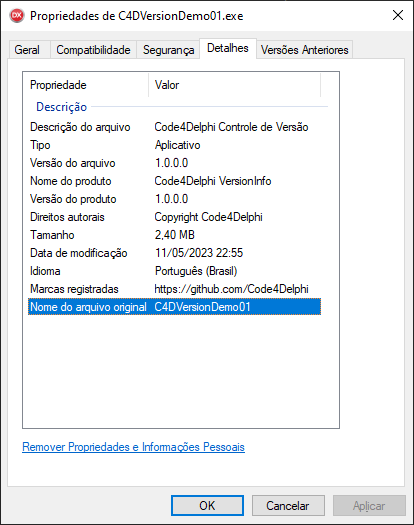 DX Propriedades de C4DVersionDemo01.exe
Geral Compatibilidade Segurança Detalhes Versões Anteriores
Propriedade Valor
Descrição
Descrição do arquivo Code4Delphi Controle de Versão
Tipo Aplicativo
Versão do arquivo 1.0.0.0
Nome do produto Code4Delphi VersionInfo
Versão do produto 1.0.0.0
Direitos autorais Copyright Code4Delphi
Tamanho 2,40 MB
Data de modificação 11/05/2023 22:55
Idioma Português (Brasil)
Marcas registradas https://github.com/Code4Delphi
Nome do arquivo original C4DVersionDemo01
Remover Propriedades e Informações Pessoais
OK Cancelar Aplicar